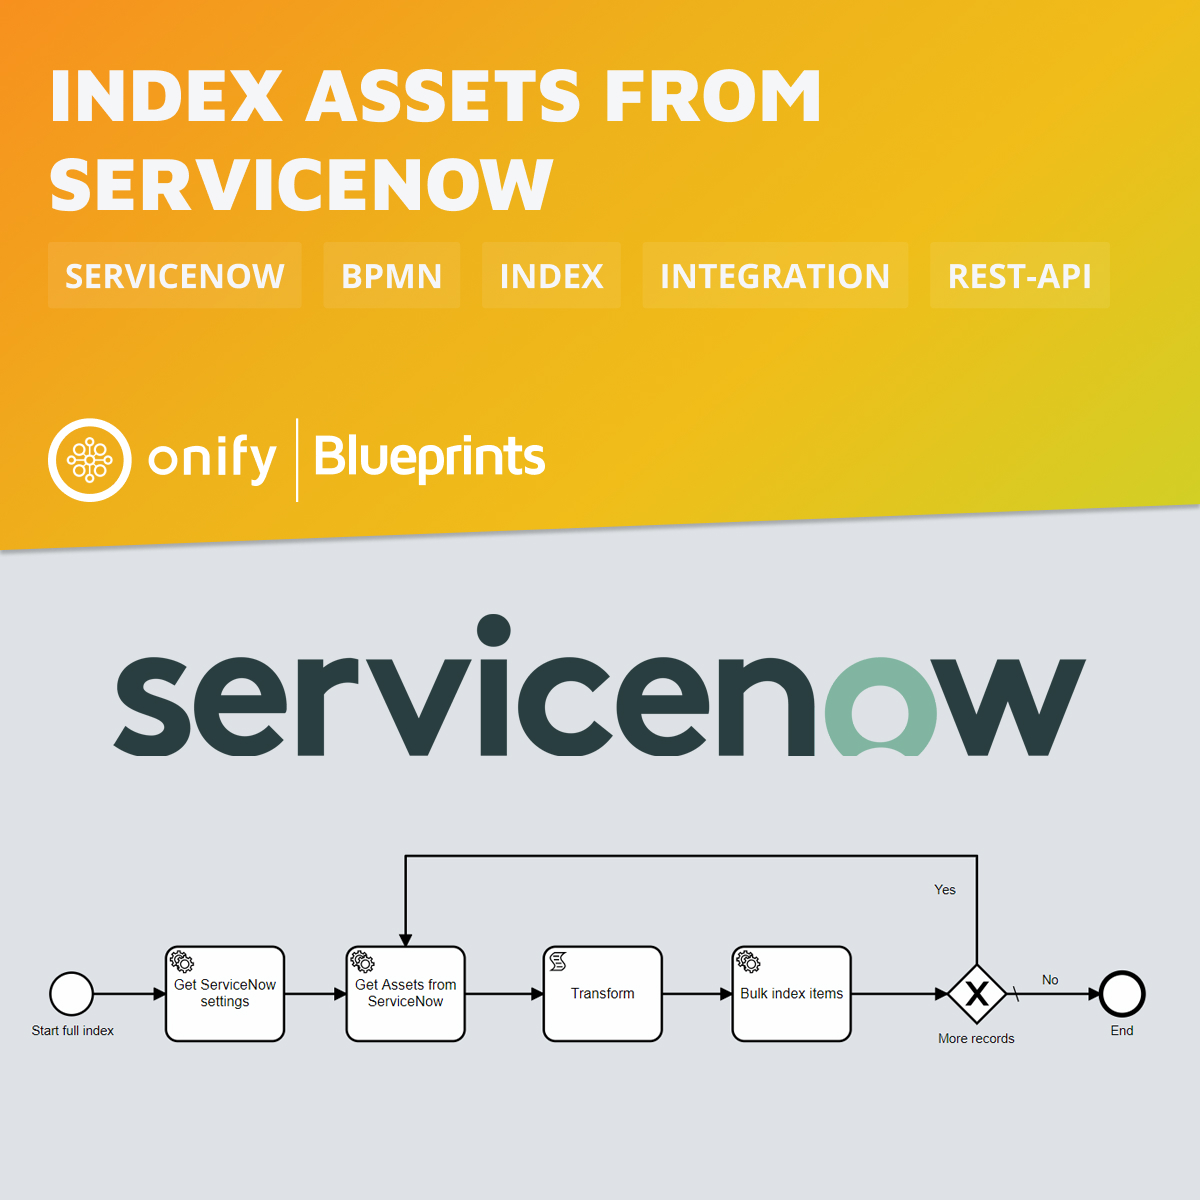 INDEX ASSETS FROM
SERVICENOW
SERVICENOW BPMN INDEX INTEGRATION REST-API
onify Blueprints
servicenow
Yes
Get ServiceNow
settings
Get Assets from
ServiceNow
Transform
Bulk index items
X
No
Start full index
More records
End